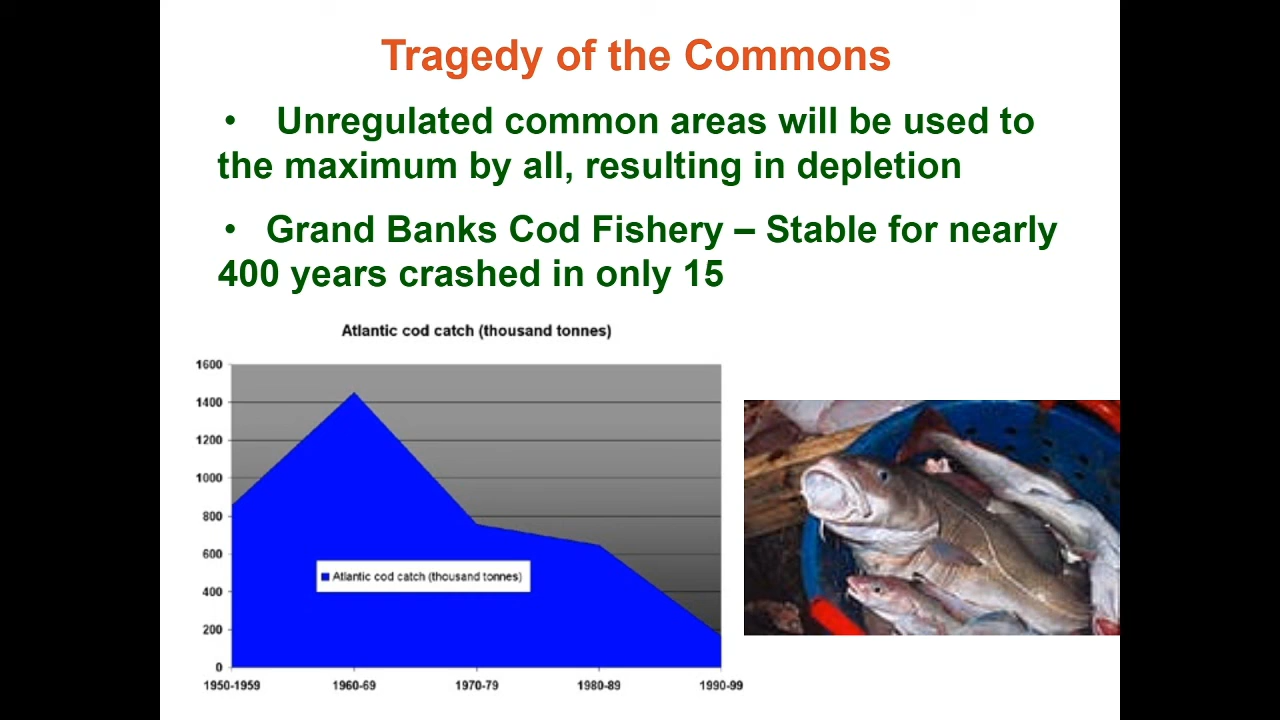 Tragedy of the Commons
• Unregulated common areas will be used to
the maximum by all, resulting in depletion
• Grand Banks Cod Fishery – Stable for nearly
400 years crashed in only 15
Atlantic cod catch (thousand tonnes)
1600
1400
1200
1000
800
600
400
200
0
Atlantic cod catch (thousand tonnes)
1950-1959 1960-69 1970-79 1980-89 1990-99